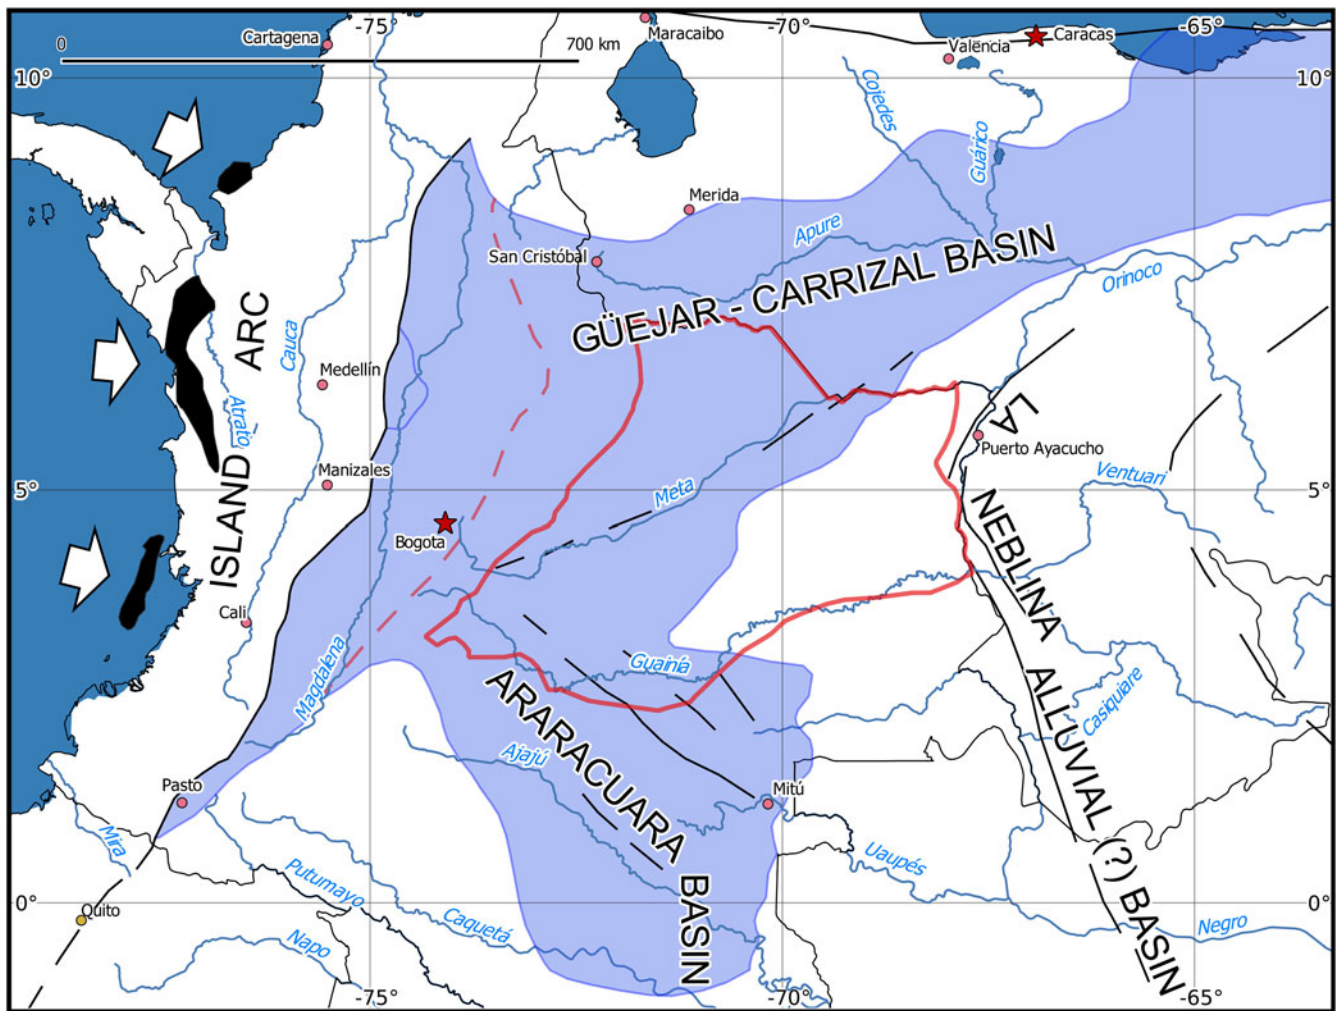 -75°
-70°
-65°
Cartagena
Maracaibo
Valencia
Caracas
0
700 km
10°
10°
Cojedes
Guárico
Merida
Apure
San Cristóbal
GÜEJAR - CARRIZAL BASIN
Orinoco
ISLAND ARC
Cauca
Medellín
Atrato
LA
Puerto Ayacucho
Manizales
Meta
Ventuari
5°
5°
NEBLINA ALLUVIAL (?) BASIN
Bogota
Cali
Magdalena
Guainía
Casiquiare
ARARACUARA BASIN
Ajajú
Pasto
Mitú
Mira
Uaupés
Putumayo
0°
0°
Quito
Caquetá
Negro
Napo
-75°
-70°
-65°